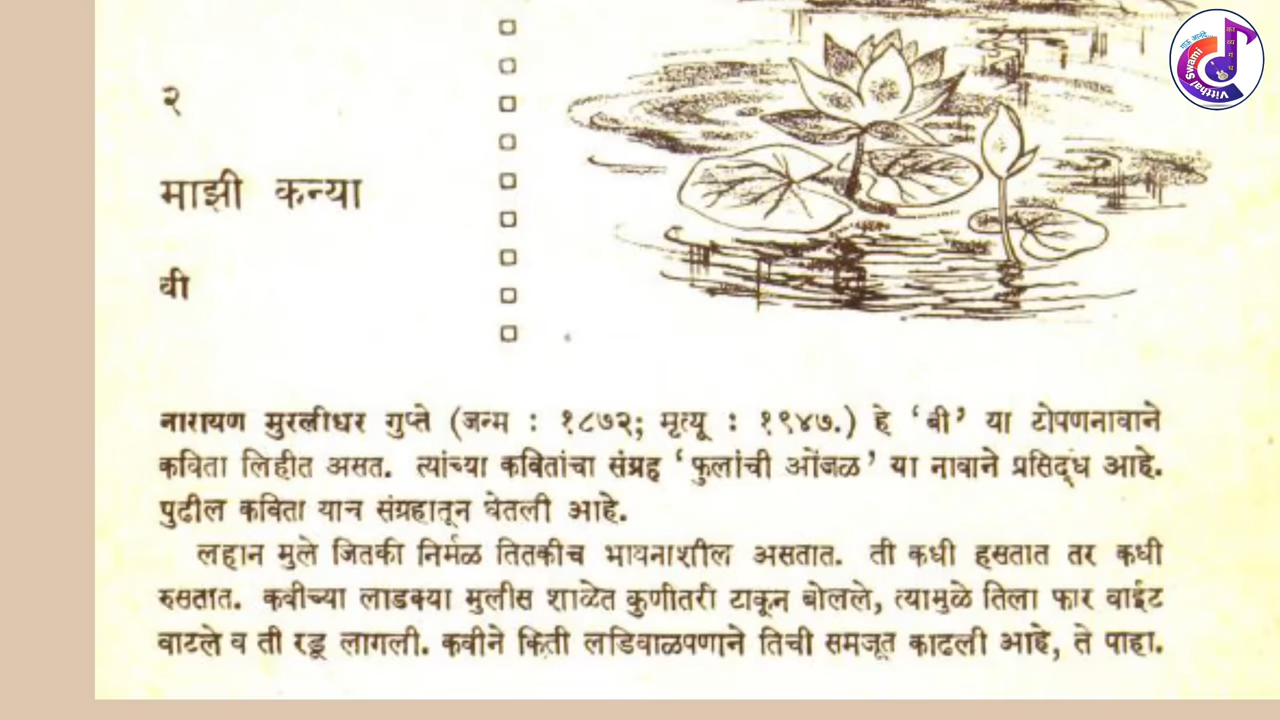 २
माझी कन्या
बी
नारायण मुरलीधर गुप्ते (जन्म : १८७२; मृत्यू : १९४७.) हे ‘बी’ या टोपणनावाने
कविता लिहीत असत. त्यांच्या कवितांचा संग्रह ‘फुलांची ओंजळ’ या नावाने प्रसिद्ध आहे.
पुढील कविता याच संग्रहातून घेतली आहे.
लहान मुले जितकी निर्मळ तितकीच भावनाशील असतात. ती कधी हसतात तर कधी
रुसतात. कवीच्या लाडक्या मुलीस शाळेत कुणीतरी टाकून बोलले, त्यामुळे तिला फार वाईट
वाटले व ती रडू लागली. कवीने किती लडिवाळपणाने तिची समजूत काढली आहे, ते पाहा.
Vitthal Swami